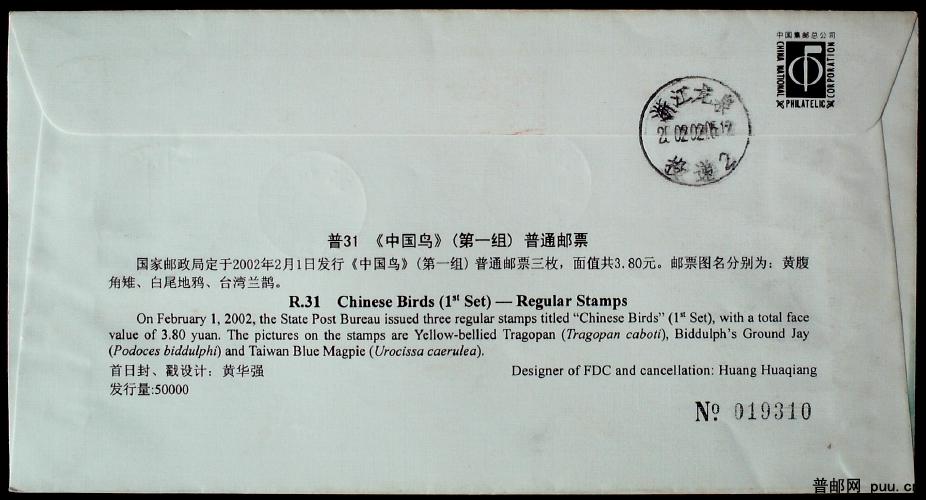 中国集邮总公司
CHINA NATIONAL
PHILATELIC
CORPORATION
浙江龙泉
02.02.02.
普31 《中国鸟》(第一组) 普通邮票
国家邮政局定于2002年2月1日发行《中国鸟》(第一组) 普通邮票三枚，面值共3.80元。邮票图名分别为：黄腹
角雉、白尾地鸦、台湾兰鹊。
R.31 Chinese Birds (1st Set) — Regular Stamps
On February 1, 2002, the State Post Bureau issued three regular stamps titled "Chinese Birds" (1st Set), with a total face
value of 3.80 yuan. The pictures on the stamps are Yellow-bellied Tragopan (Tragopan caboti), Biddulph's Ground Jay
(Podoces biddulphi) and Taiwan Blue Magpie (Urocissa caerulea).
首日封、戳设计：黄华强
Designer of FDC and cancellation: Huang Huaqiang
发行量:50000
№ 019310
普邮网 puu.c